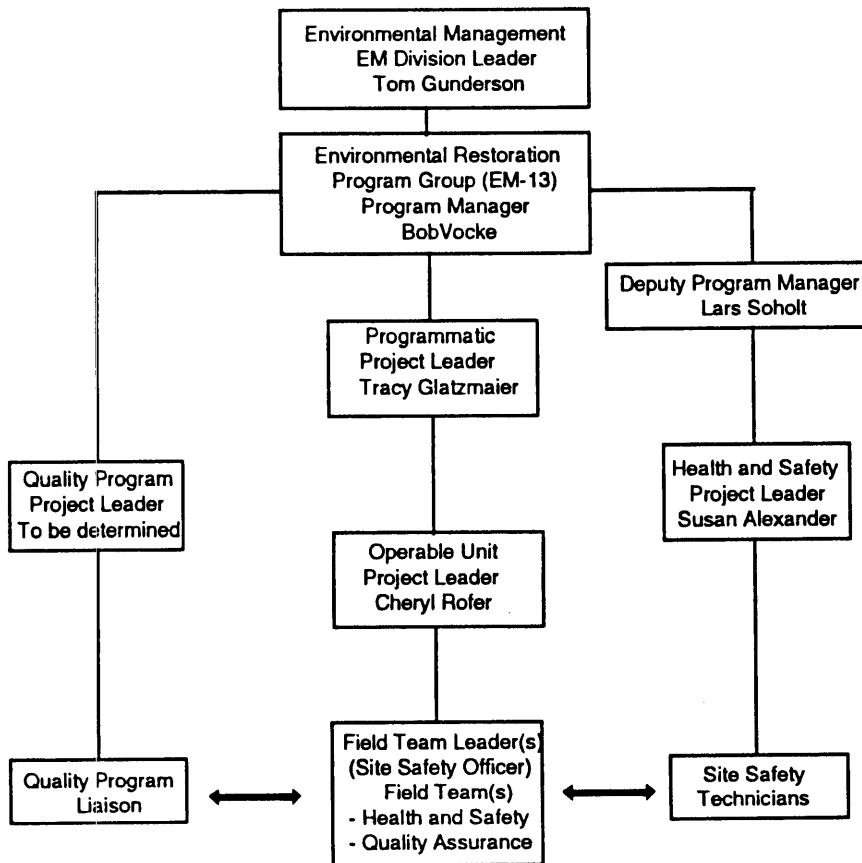 Environmental Management
EM Division Leader
Tom Gunderson
Environmental Restoration
Program Group (EM-13)
Program Manager
BobVocke
Deputy Program Manager
Lars Soholt
Programmatic
Project Leader
Tracy Glatzmaier
Quality Program
Project Leader
To be determined
Health and Safety
Project Leader
Susan Alexander
Operable Unit
Project Leader
Cheryl Rofer
Quality Program
Liaison
Field Team Leader(s)
(Site Safety Officer)
Field Team(s)
- Health and Safety
- Quality Assurance
Site Safety
Technicians